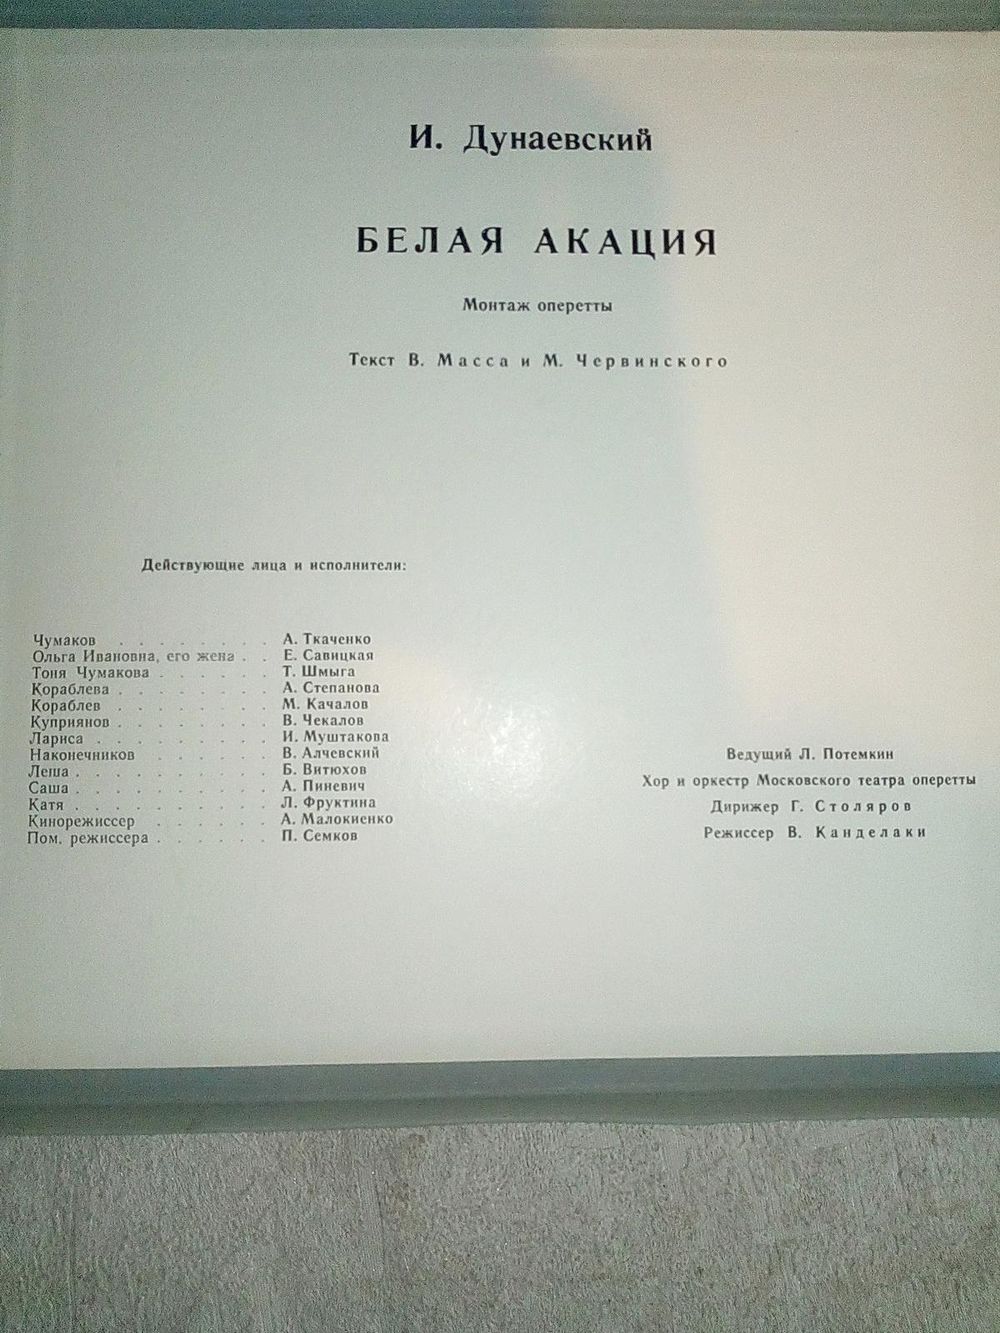 И. Дунаевский
БЕЛАЯ АКАЦИЯ
Монтаж оперетты
Текст В. Масса и М. Червинского
Действующие лица и исполнители:
Чумаков . . . . . . . . А. Ткаченко
Ольга Ивановна, его жена . . Е. Савицкая
Тоня Чумакова . . . . . . Т. Шмыга
Кораблева . . . . . . . . А. Степанова
Кораблев . . . . . . . . М. Качалов
Куприянов . . . . . . . . В. Чекалов
Лариса . . . . . . . . . И. Муштакова
Наконечников . . . . . . В. Алчевский
Леша . . . . . . . . . . Б. Витюхов
Саша . . . . . . . . . . А. Пиневич
Катя . . . . . . . . . . Л. Фруктина
Кинорежиссер . . . . . . А. Малокиенко
Пом. режиссера . . . . . . П. Семков
Ведущий Л. Потемкин
Хор и оркестр Московского театра оперетты
Дирижер Г. Столяров
Режиссер В. Канделаки